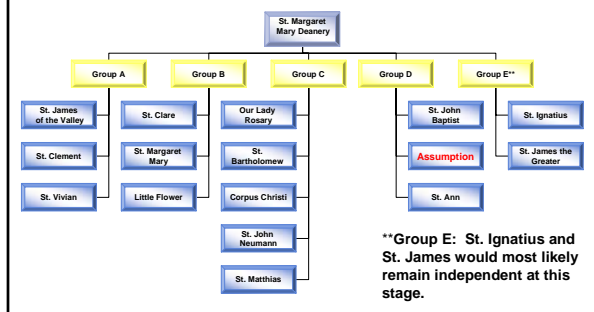 St. Margaret
Mary Deanery
Group A
Group B
Group C
Group D
Group E**
St. James
of the Valley
St. Clement
St. Vivian
St. Clare
St. Margaret
Mary
Little Flower
Our Lady
Rosary
St.
Bartholomew
Corpus Christi
St. John
Neumann
St. Matthias
St. John
Baptist
Assumption
St. Ann
St. Ignatius
St. James the
Greater
**Group E: St. Ignatius and
St. James would most likely
remain independent at this
stage.